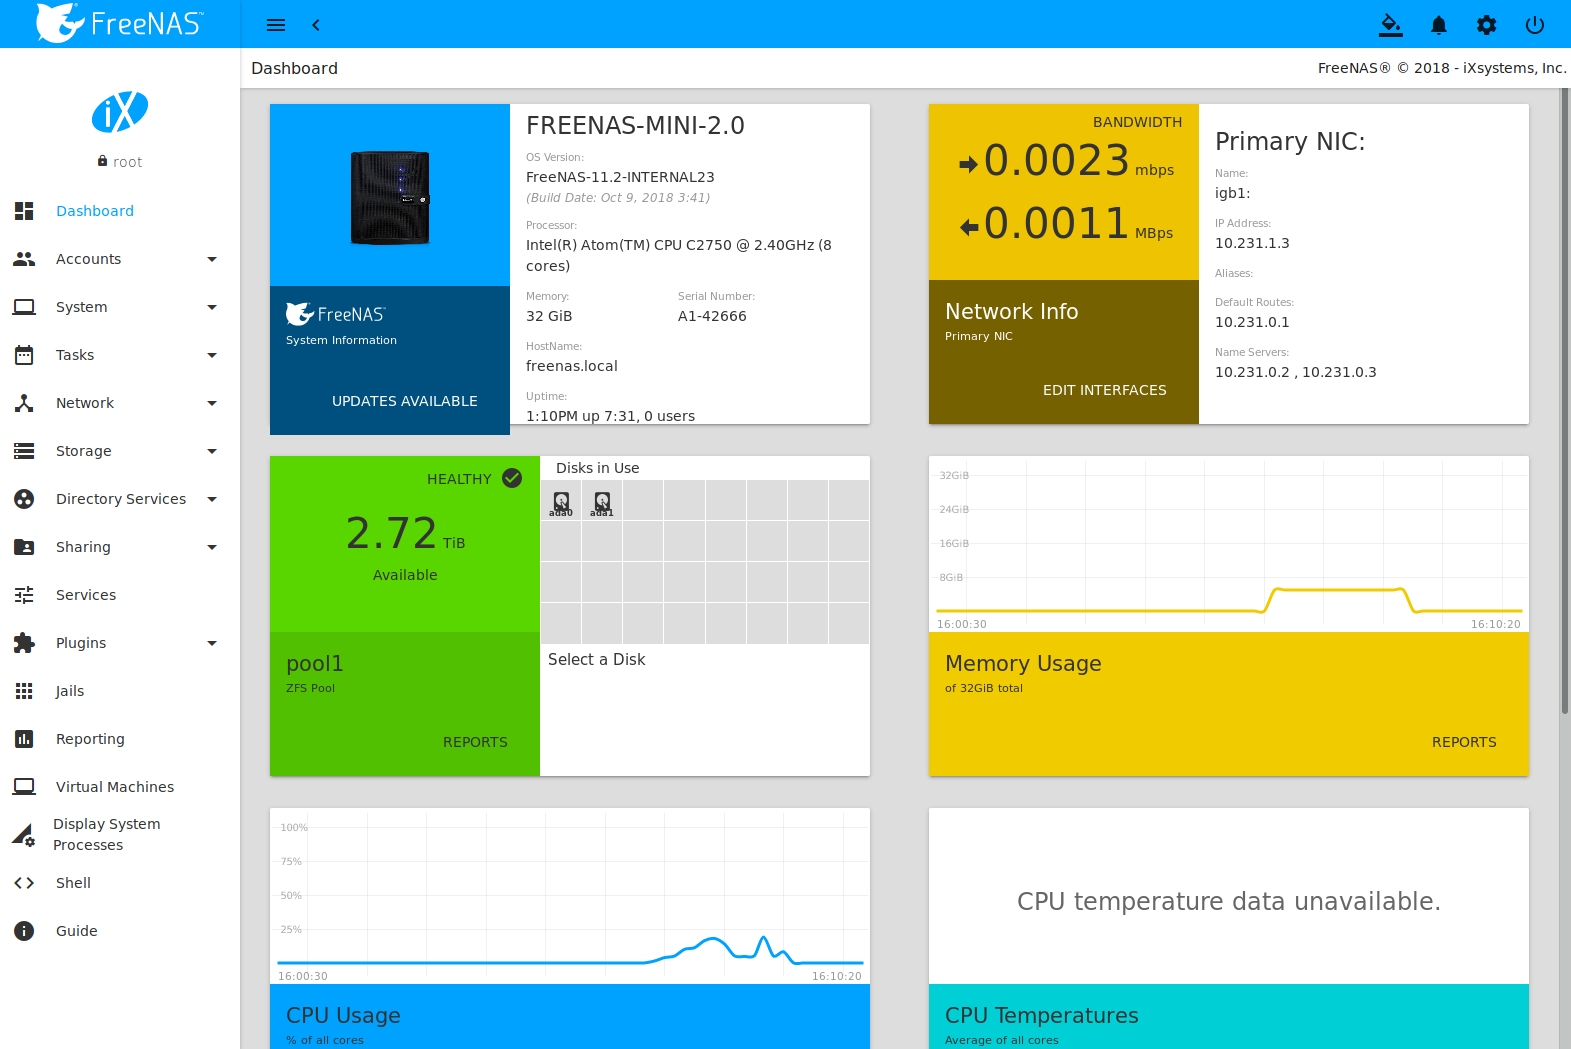 FreeNAS™
Dashboard
FreeNAS® © 2018 - iXsystems, Inc.
iX
root
Dashboard
Accounts
System
Tasks
Network
Storage
Directory Services
Sharing
Services
Plugins
Jails
Reporting
Virtual Machines
Display System
Processes
Shell
Guide
FreeNAS
System Information
UPDATES AVAILABLE
FREENAS-MINI-2.0
OS Version:
FreeNAS-11.2-INTERNAL23
(Build Date: Oct 9, 2018 3:41)
Processor:
Intel(R) Atom(TM) CPU C2750 @ 2.40GHz (8
cores)
Memory:
32 GiB
Serial Number:
A1-42666
HostName:
freenas.local
Uptime:
1:10PM up 7:31, 0 users
BANDWIDTH
0.0023 mbps
0.0011 MBps
Network Info
Primary NIC
EDIT INTERFACES
Primary NIC:
Name:
igb1:
IP Address:
10.231.1.3
Aliases:
Default Routes:
10.231.0.1
Name Servers:
10.231.0.2 , 10.231.0.3
HEALTHY
2.72 TiB
Available
pool1
ZFS Pool
REPORTS
Disks in Use
ada0 ada1
Select a Disk
32GiB
24GiB
16GiB
8GiB
16:00:30 16:10:20
Memory Usage
of 32GiB total
REPORTS
100%
75%
50%
25%
16:00:30 16:10:20
CPU Usage
% of all cores
CPU temperature data unavailable.
CPU Temperatures
Average of all cores